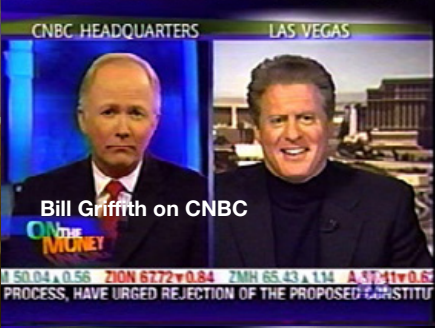 CNBC HEADQUARTERS
LAS VEGAS
Bill Griffith on CNBC
ON THE
MONEY
50.04▲0.56 ZION 67.72▼0.84 ZMH 65.43▲1.14 A
PROCESS, HAVE URGED REJECTION OF THE PROPOSED CONSTITU